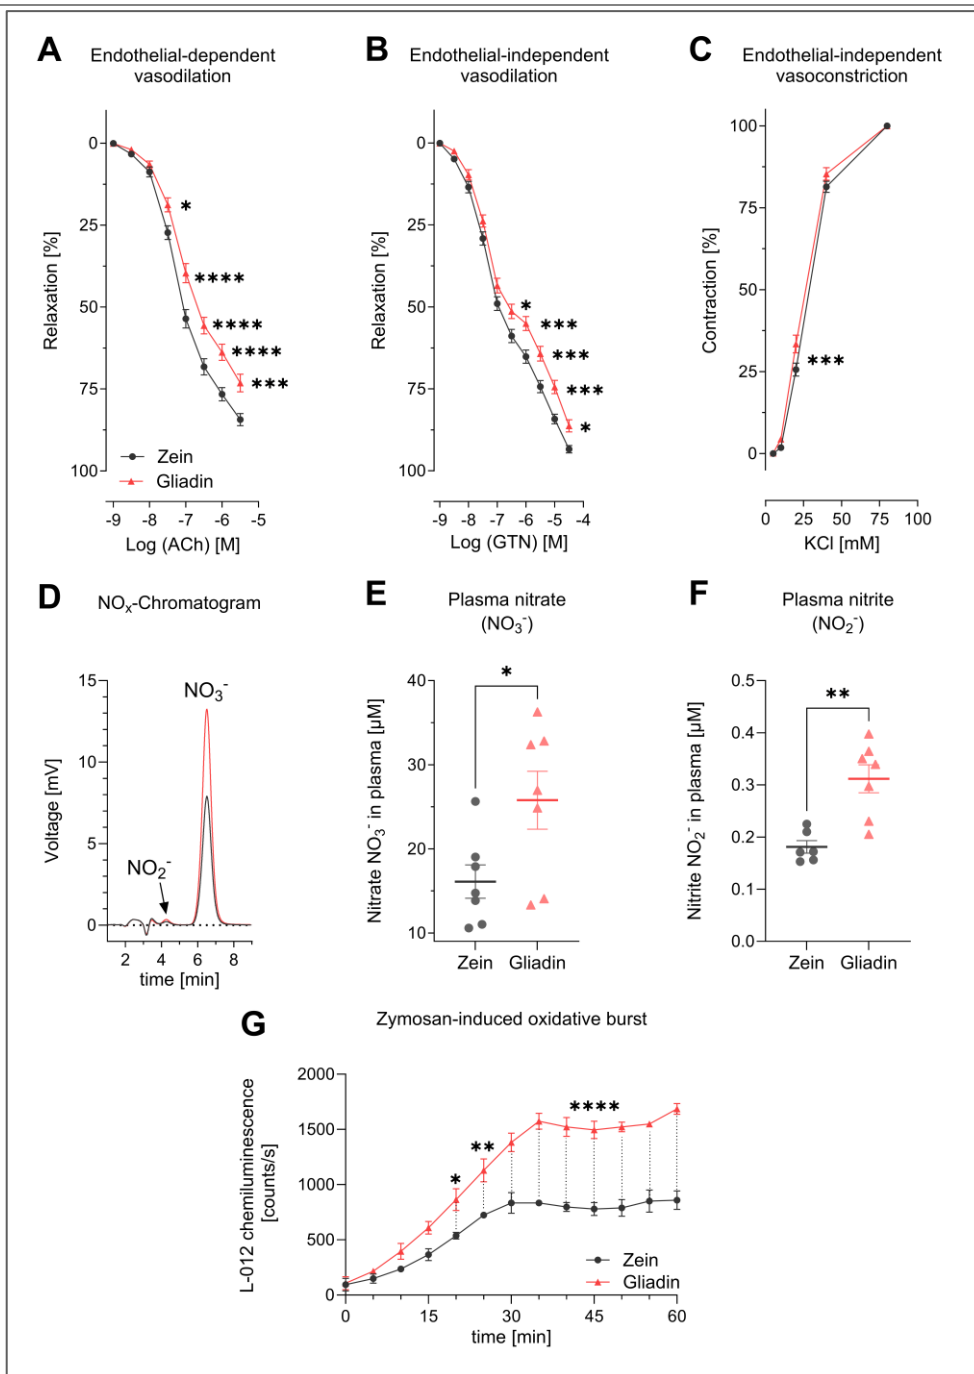 A
Endothelial-dependent
vasodilation
0
25
50
75
100
Relaxation [%]
*
****
****
****
***
Zein
Gliadin
-9 -8 -7 -6 -5
Log (ACh) [M]
B
Endothelial-independent
vasodilation
0
25
50
75
100
Relaxation [%]
*
***
***
***
*
-9 -8 -7 -6 -5 -4
Log (GTN) [M]
C
Endothelial-independent
vasoconstriction
100
75
50
25
0
Contraction [%]
***
0 25 50 75 100
KCl [mM]
D
NOₓ-Chromatogram
15
10
5
0
Voltage [mV]
NO₃⁻
NO₂⁻
2 4 6 8
time [min]
E
Plasma nitrate
(NO₃⁻)
40
30
20
10
Nitrate NO₃⁻ in plasma [µM]
*
Zein Gliadin
F
Plasma nitrite
(NO₂⁻)
0.5
0.4
0.3
0.2
0.1
0.0
Nitrite NO₂⁻ in plasma [µM]
**
Zein Gliadin
G
Zymosan-induced oxidative burst
2000
1500
1000
500
0
L-012 chemiluminescence
[counts/s]
*
**
****
Zein
Gliadin
0 15 30 45 60
time [min]